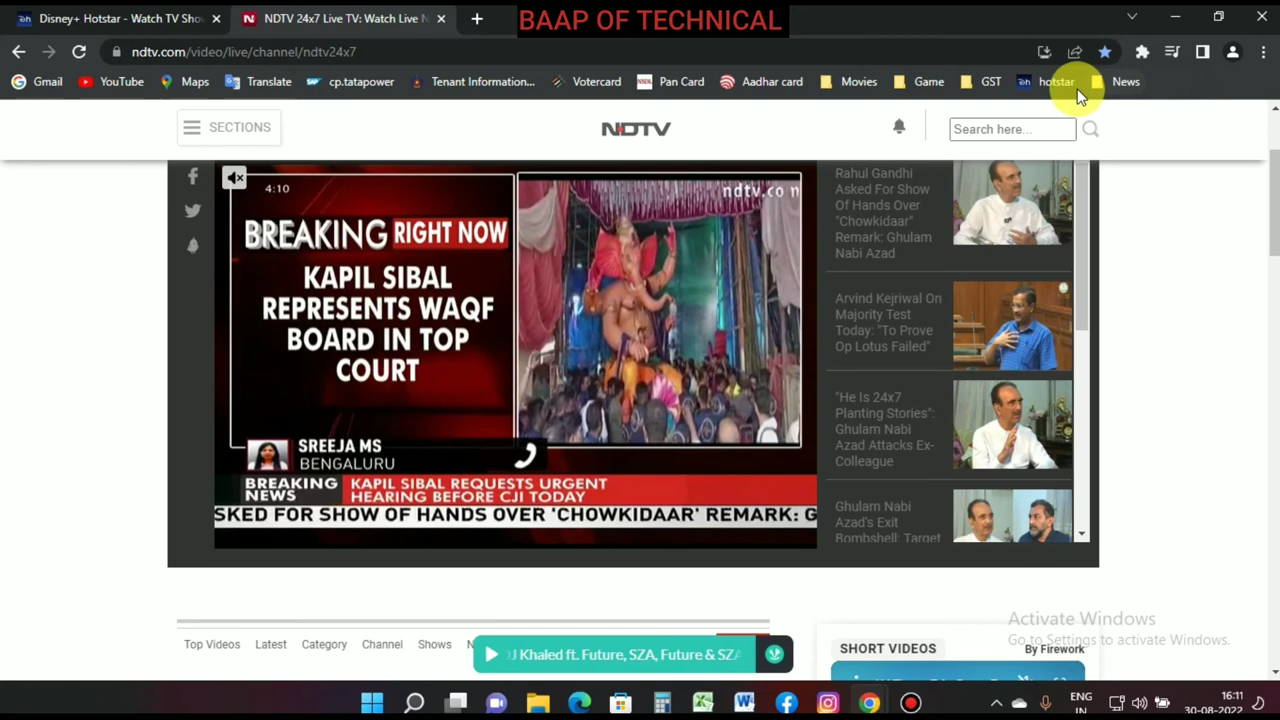 Disney+ Hotstar - Watch TV Sho
NDTV 24x7 Live TV: Watch Live N
BAAP OF TECHNICAL
ndtv.com/video/live/channel/ndtv24x7
Gmail
YouTube
Maps
Translate
cp.tatapower
Tenant Information...
Votercard
Pan Card
Aadhar card
Movies
Game
GST
hotstar
News
SECTIONS
NDTV
Search here...
4:10
BREAKING RIGHT NOW
KAPIL SIBAL
REPRESENTS WAQF
BOARD IN TOP
COURT
SREEJA MS
BENGALURU
ndtv.com
BREAKING
NEWS
KAPIL SIBAL REQUESTS URGENT
HEARING BEFORE CJI TODAY
SKED FOR SHOW OF HANDS OVER 'CHOWKIDAAR' REMARK: G
Rahul Gandhi
Asked For Show
Of Hands Over
"Chowkidaar"
Remark: Ghulam
Nabi Azad
Arvind Kejriwal On
Majority Test
Today: "To Prove
Op Lotus Failed"
"He Is 24x7
Planting Stories":
Ghulam Nabi
Azad Attacks Ex-
Colleague
Ghulam Nabi
Azad's Exit
Bombshell: Target
Top Videos
Latest
Category
Channel
Shows
J Khaled ft. Future, SZA, Future & SZA
SHORT VIDEOS
By Firework
Activate Windows
Go to Settings to activate Windows.
ENG
IN
16:11
30-08-2022